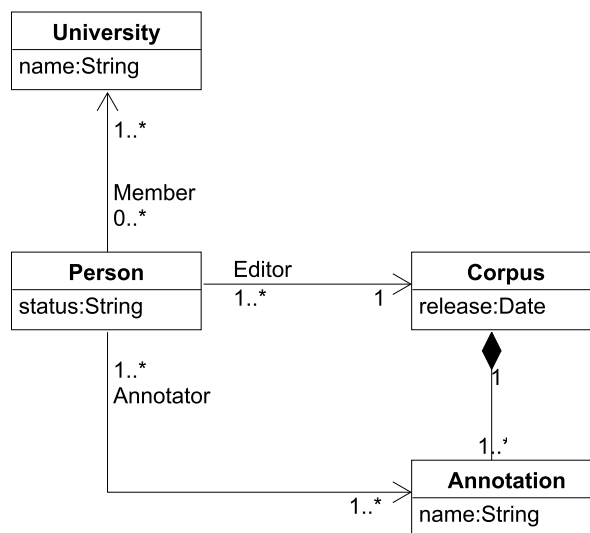 University
name:String
1..*
Member
0..*
Person
status:String
Editor
1..*
1
Corpus
release:Date
1..*
Annotator
1
1..*
1..*
Annotation
name:String